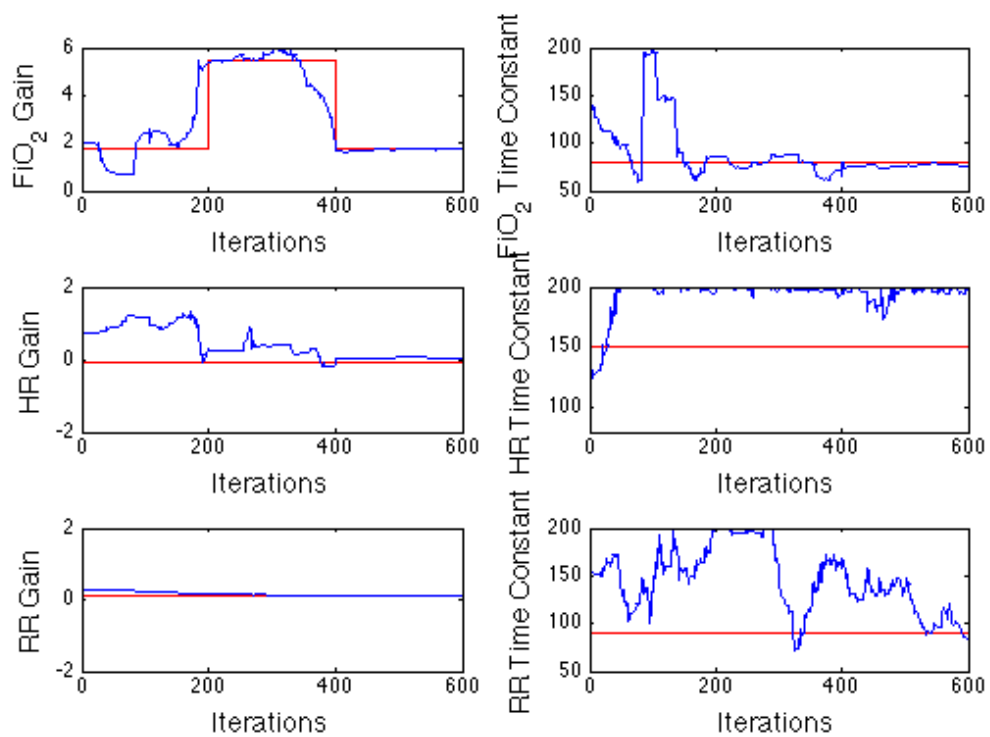 FiO2 Gain
6
4
2
0
0 200 400 600
Iterations
FiO2 Time Constant
200
150
100
50
0 200 400 600
Iterations
HR Gain
2
0
-2
0 200 400 600
Iterations
HR Time Constant
200
150
100
0 200 400 600
Iterations
RR Gain
2
0
-2
0 200 400 600
Iterations
RR Time Constant
200
150
100
50
0 200 400 600
Iterations